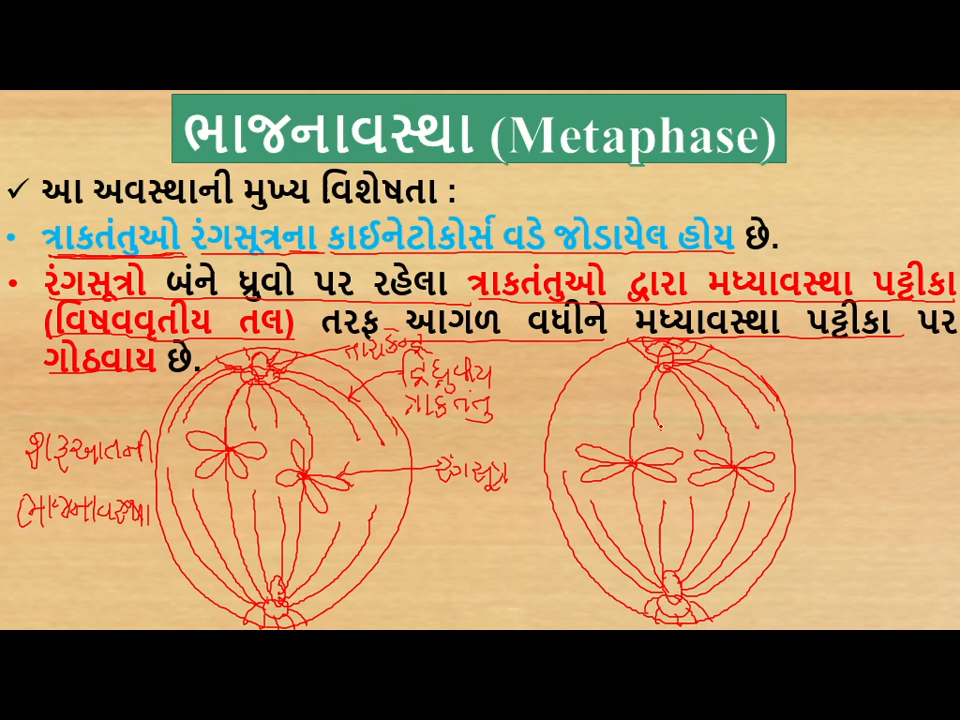 ભાજનાવસ્થા (Metaphase)
✓ આ અવસ્થાની મુખ્ય વિશેષતા :
• ત્રાકતંતુઓ રંગસૂત્રના કાઈનેટોકોર્સ વડે જોડાયેલ હોય છે.
• રંગસૂત્રો બંને ધ્રુવો પર રહેલા ત્રાકતંતુઓ દ્વારા મધ્યાવસ્થા પટ્ટીકા
(વિષવવૃતીય તલ) તરફ આગળ વધીને મધ્યાવસ્થા પટ્ટીકા પર
ગોઠવાય છે.
તારાકેન્દ્ર
દ્વિધ્રુવીય
ત્રાકતંતુ
શરૂઆતની
રંગસૂત્ર
ભાજનાવસ્થા